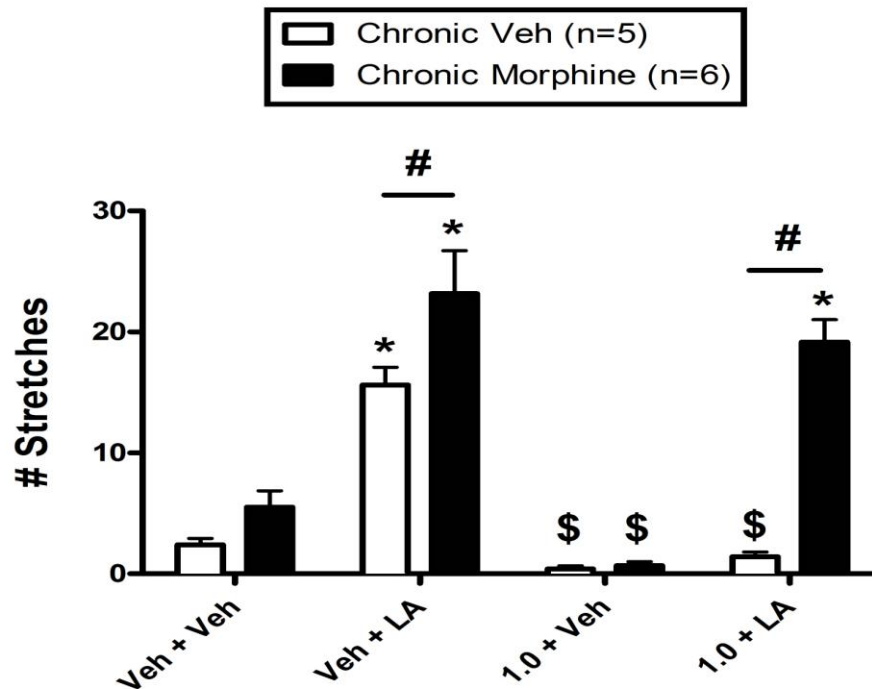 Chronic Veh (n=5)
Chronic Morphine (n=6)
#
#
30
*
*
*
20
# Stretches
10
$ $ $
0
Veh + Veh
Veh + LA
1.0 + Veh
1.0 + LA